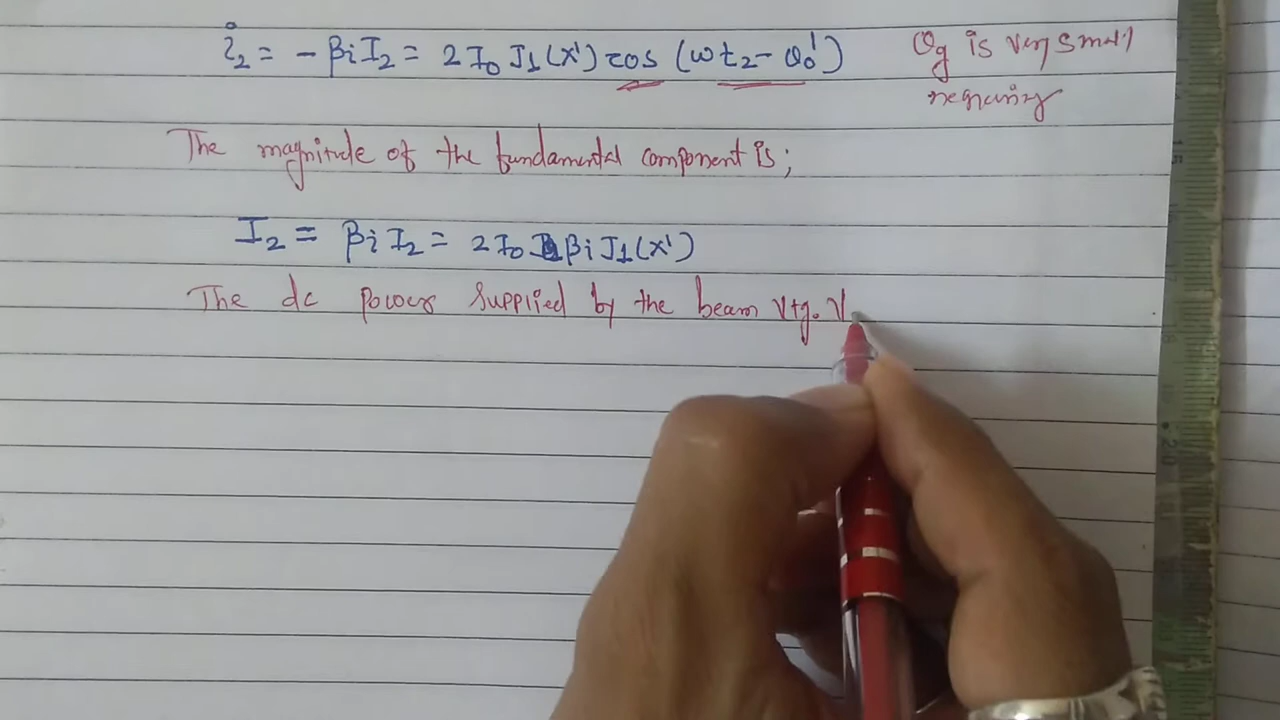 i₂ = - βi I₂ = 2 I₀ J₁(x') cos (ωt₂ - θ₀')
θg is very small
neglecting
The magnitude of the fundamental component is;
I₂ = βi I₂ = 2 I₀ βi J₁(x')
The dc power supplied by the beam Vtg. V